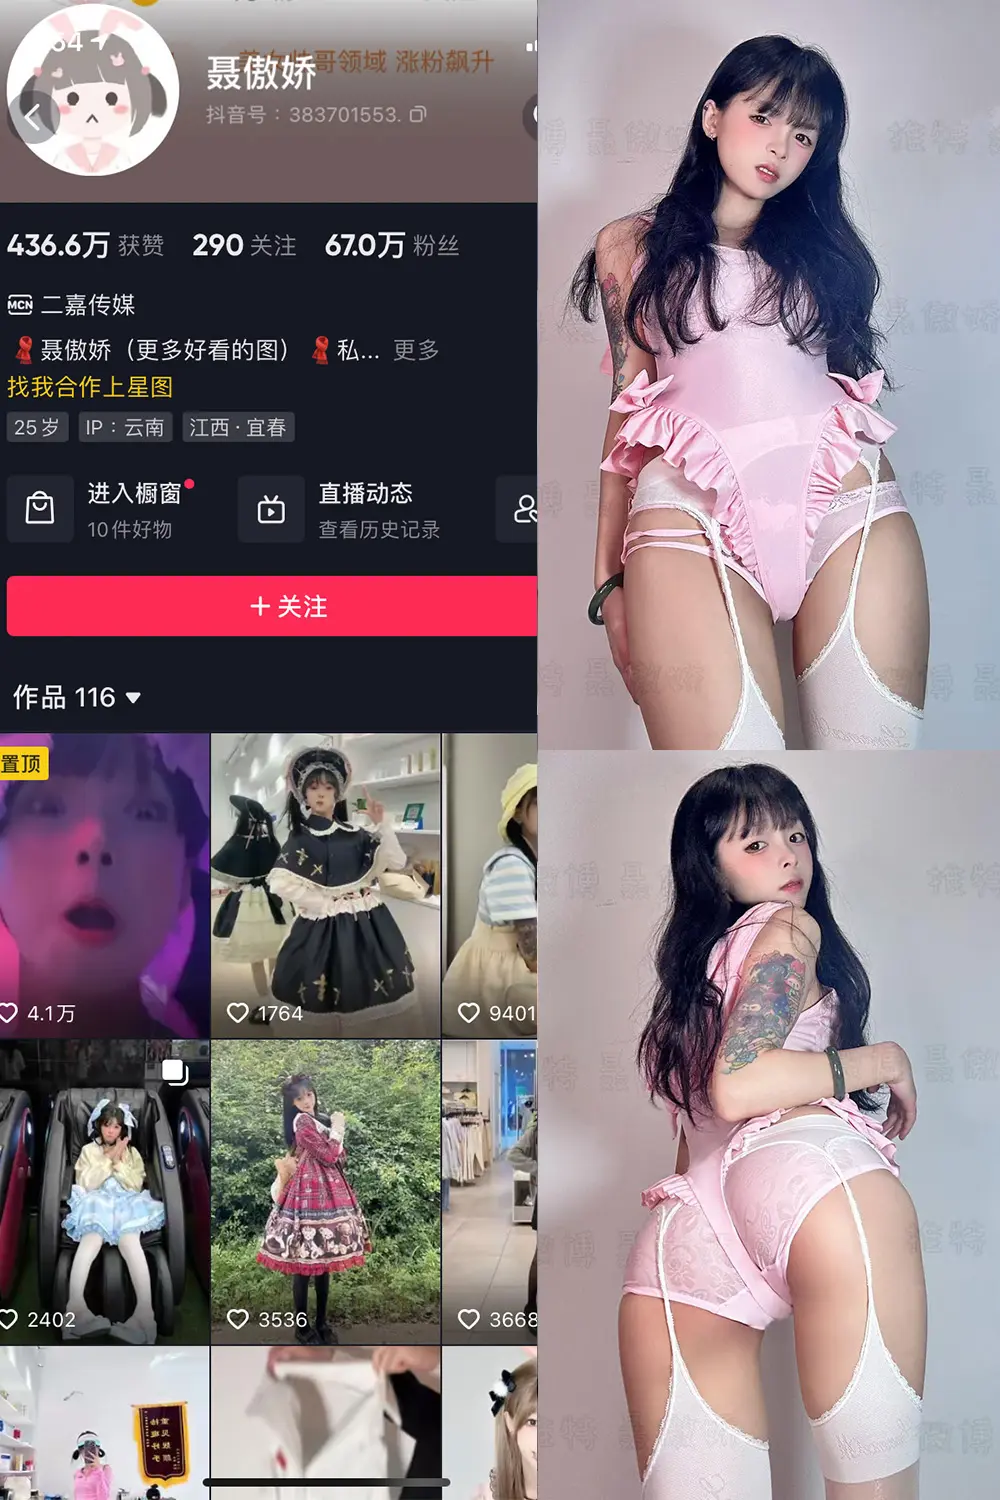 聂傲娇
抖音号：383701553.
哥领域 涨粉飙升
436.6万 获赞 290 关注 67.0万 粉丝
MCN 二嘉传媒
聂傲娇（更多好看的图） 私... 更多
找我合作上星图
25岁 IP：云南 江西·宜春
进入橱窗 直播动态
10件好物 查看历史记录
＋关注
作品 116
置顶
4.1万 1764 9401
2402 3536 3668